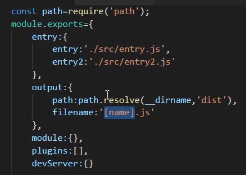 const path=require('path');
module.exports={
    entry:{
        entry:'./src/entry.js',
        entry2:'./src/entry2.js'
    },
    output:{
        path:path.resolve(__dirname,'dist'),
        filename:'[name].js'
    },
    module:{},
    plugins:[],
    devServer:{}